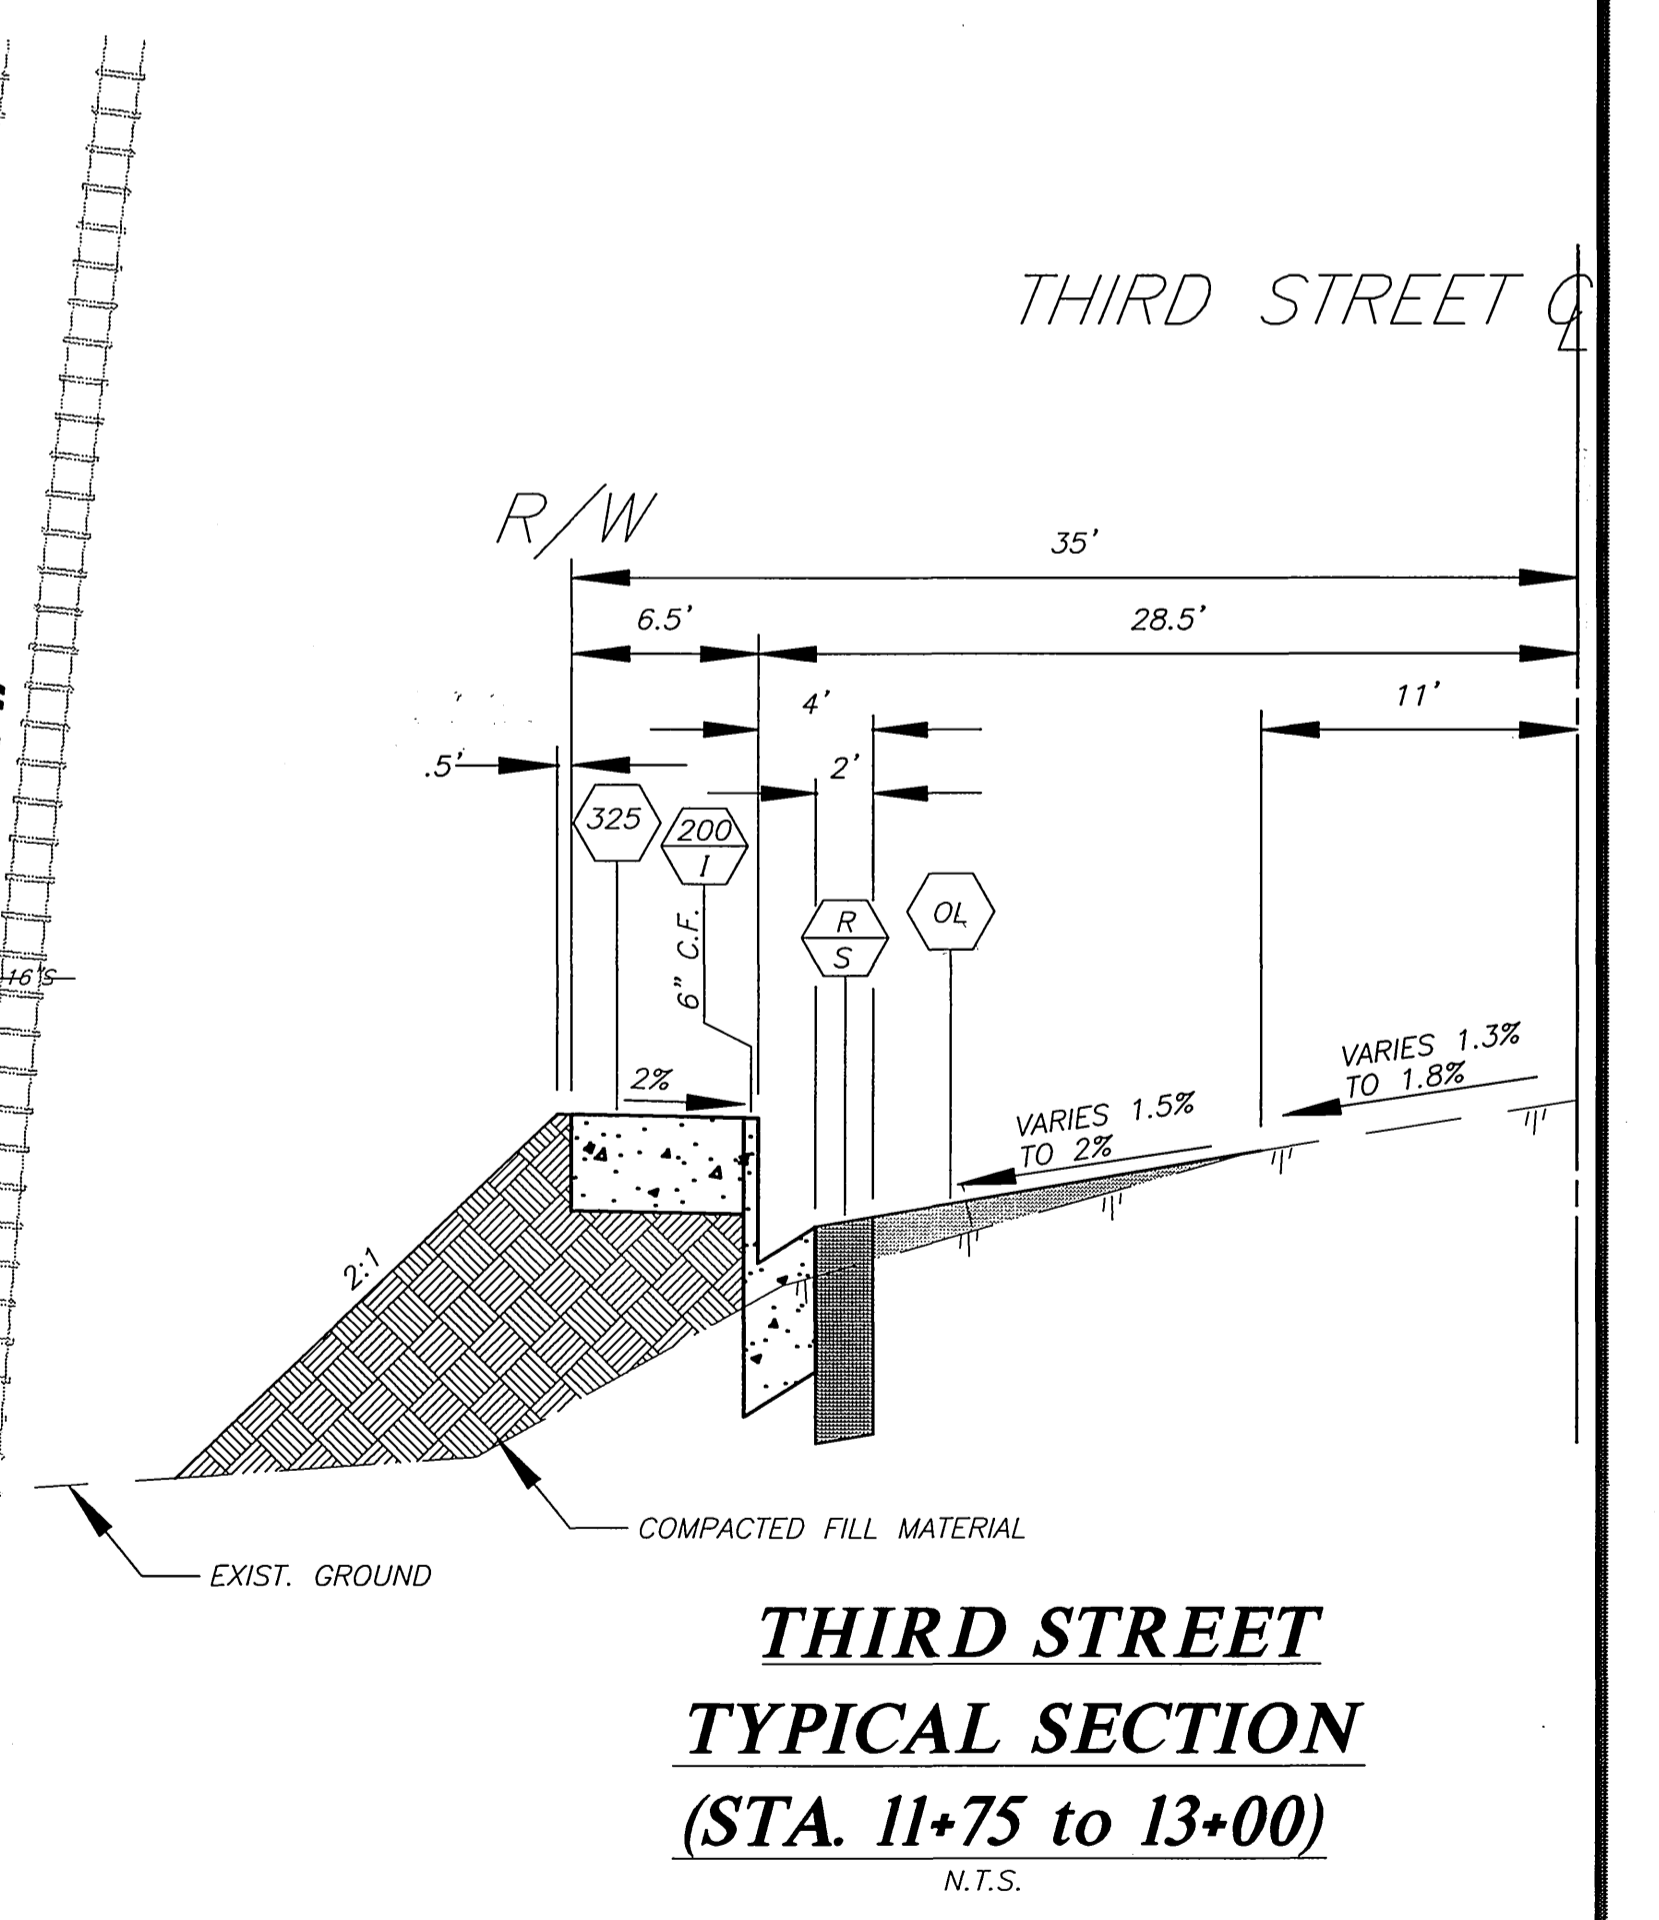 THIRD STREET ℄
R/W
35'
6.5'
28.5'
4'
11'
.5'
2'
325
200
I
6" C.F.
R
S
OL
16"S
2%
VARIES 1.3%
TO 1.8%
VARIES 1.5%
TO 2%
2:1
COMPACTED FILL MATERIAL
EXIST. GROUND
THIRD STREET
TYPICAL SECTION
(STA. 11+75 to 13+00)
N.T.S.